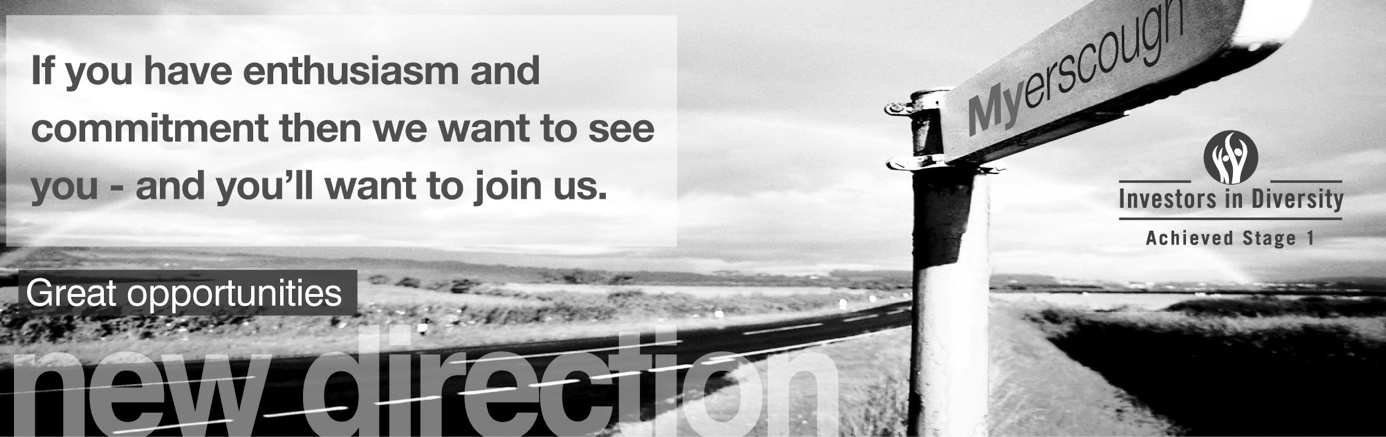 If you have enthusiasm and
commitment then we want to see
you - and you'll want to join us.
Great opportunities
new direction
Myerscough
Investors in Diversity
Achieved Stage 1